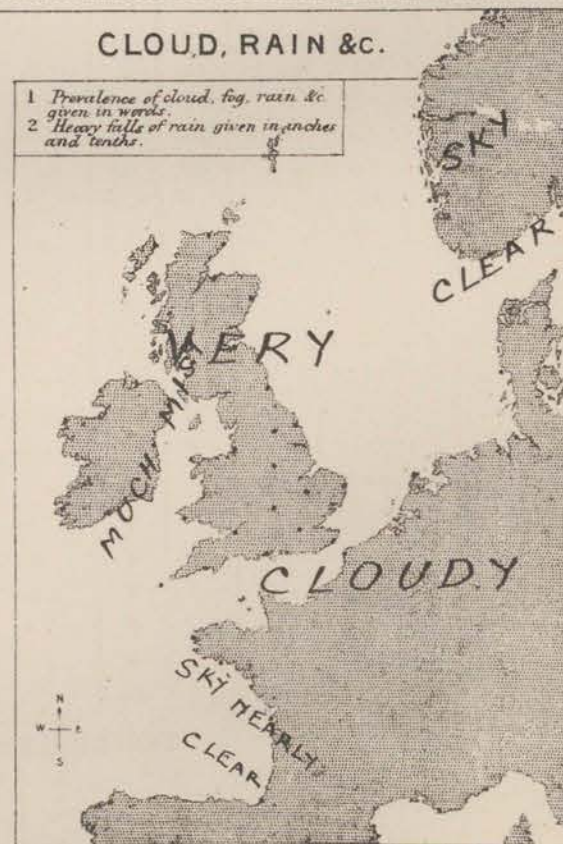 CLOUD, RAIN &c.
1 Prevalence of cloud, fog, rain &c.
given in words.
2 Heavy falls of rain given in inches
and tenths.
SKY
CLEAR
VERY
MUCH MIST
CLOUDY
SKY NEARLY
CLEAR
N
W E
S